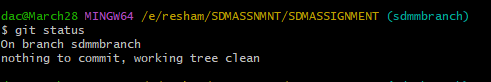 dac@March28 MINGW64 /e/resham/SDMASSNMNT/SDMASSIGNMENT (sdmmbranch)
$ git status
On branch sdmmbranch
nothing to commit, working tree clean